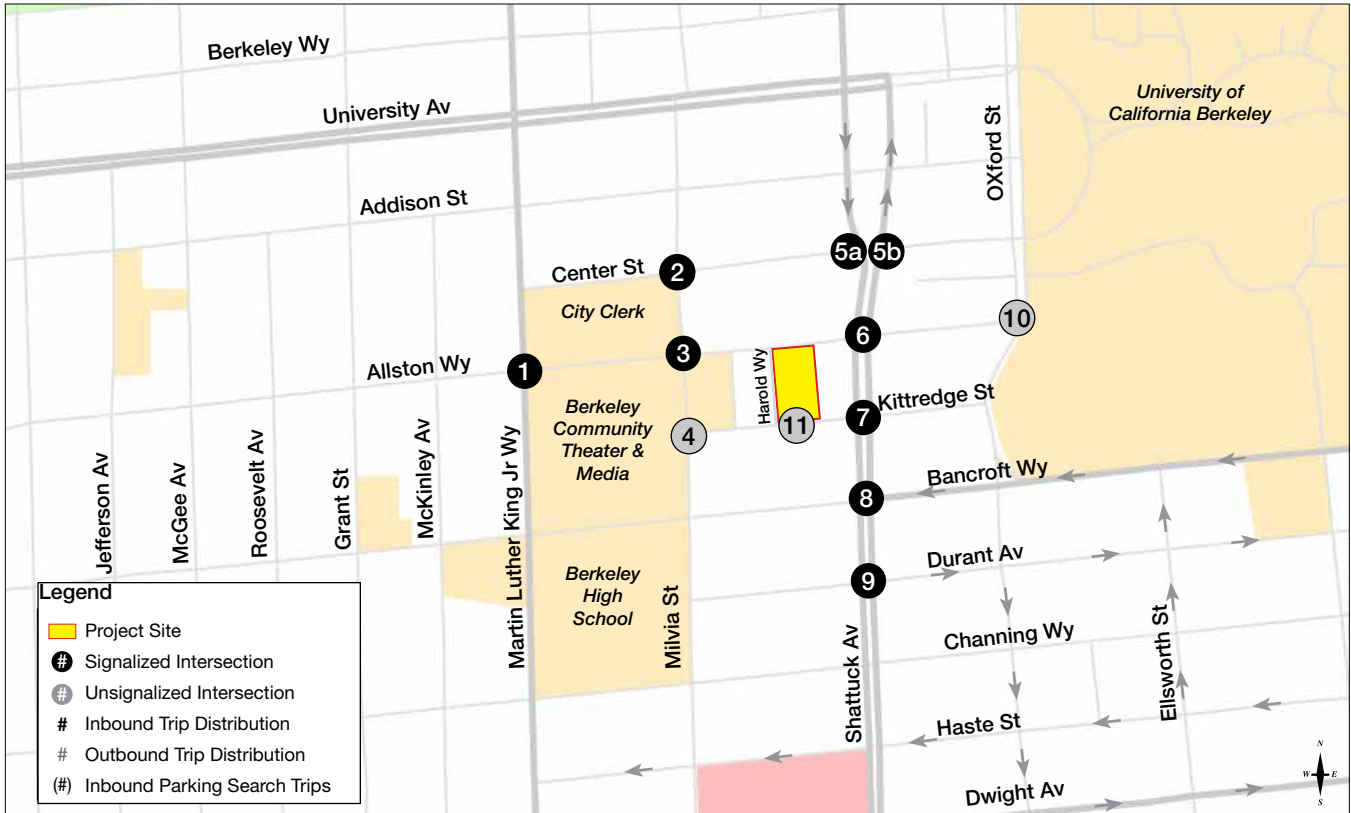 Berkeley Wy
University Av
University of
California Berkeley
OXford St
Addison St
5a
5b
Center St
2
City Clerk
10
6
3
Allston Wy
1
Harold Wy
Kittredge St
Berkeley
Community
Theater &
Media
4
11
7
Jefferson Av
McGee Av
Roosevelt Av
Grant St
McKinley Av
Martin Luther King Jr Wy
Bancroft Wy
8
Durant Av
9
Berkeley
High
School
Milvia St
Channing Wy
Shattuck Av
Ellsworth St
Haste St
Dwight Av
Legend
Project Site
# Signalized Intersection
# Unsignalized Intersection
# Inbound Trip Distribution
# Outbound Trip Distribution
(#) Inbound Parking Search Trips
N
W E
S